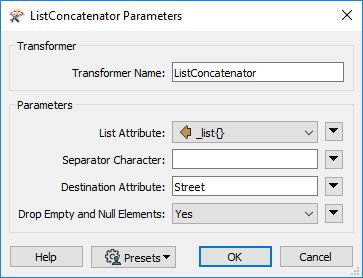 ListConcatenator Parameters
Transformer
Transformer Name: ListConcatenator
Parameters
List Attribute: _list{}
Separator Character:
Destination Attribute: Street
Drop Empty and Null Elements: Yes
Help Presets OK Cancel